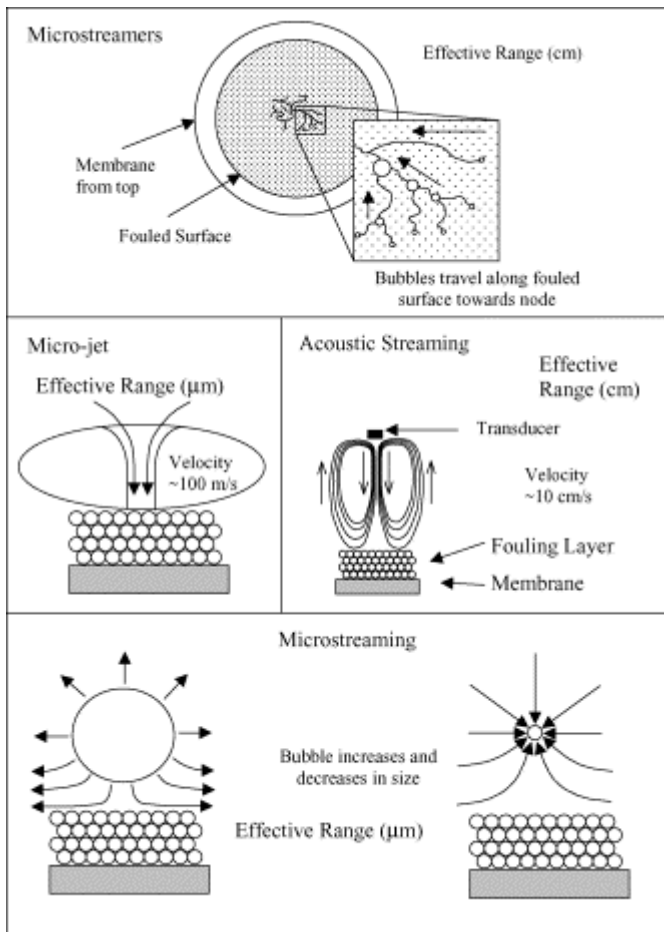 Microstreamers
Effective Range (cm)
Membrane
from top
Fouled Surface
Bubbles travel along fouled
surface towards node
Micro-jet
Effective Range (μm)
Velocity
~100 m/s
Acoustic Streaming
Effective
Range (cm)
Transducer
Velocity
~10 cm/s
Fouling Layer
Membrane
Microstreaming
Bubble increases and
decreases in size
Effective Range (μm)